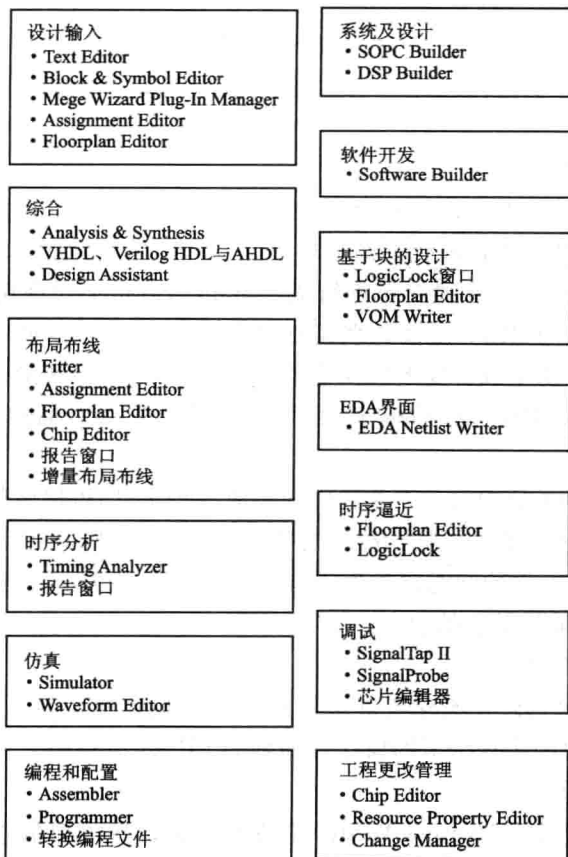 设计输入
• Text Editor
• Block & Symbol Editor
• Mege Wizard Plug-In Manager
• Assignment Editor
• Floorplan Editor
综合
• Analysis & Synthesis
• VHDL、Verilog HDL与AHDL
• Design Assistant
布局布线
• Fitter
• Assignment Editor
• Floorplan Editor
• Chip Editor
• 报告窗口
• 增量布局布线
时序分析
• Timing Analyzer
• 报告窗口
仿真
• Simulator
• Waveform Editor
编程和配置
• Assembler
• Programmer
• 转换编程文件
系统及设计
• SOPC Builder
• DSP Builder
软件开发
• Software Builder
基于块的设计
• LogicLock窗口
• Floorplan Editor
• VQM Writer
EDA界面
• EDA Netlist Writer
时序逼近
• Floorplan Editor
• LogicLock
调试
• SignalTap II
• SignalProbe
• 芯片编辑器
工程更改管理
• Chip Editor
• Resource Property Editor
• Change Manager